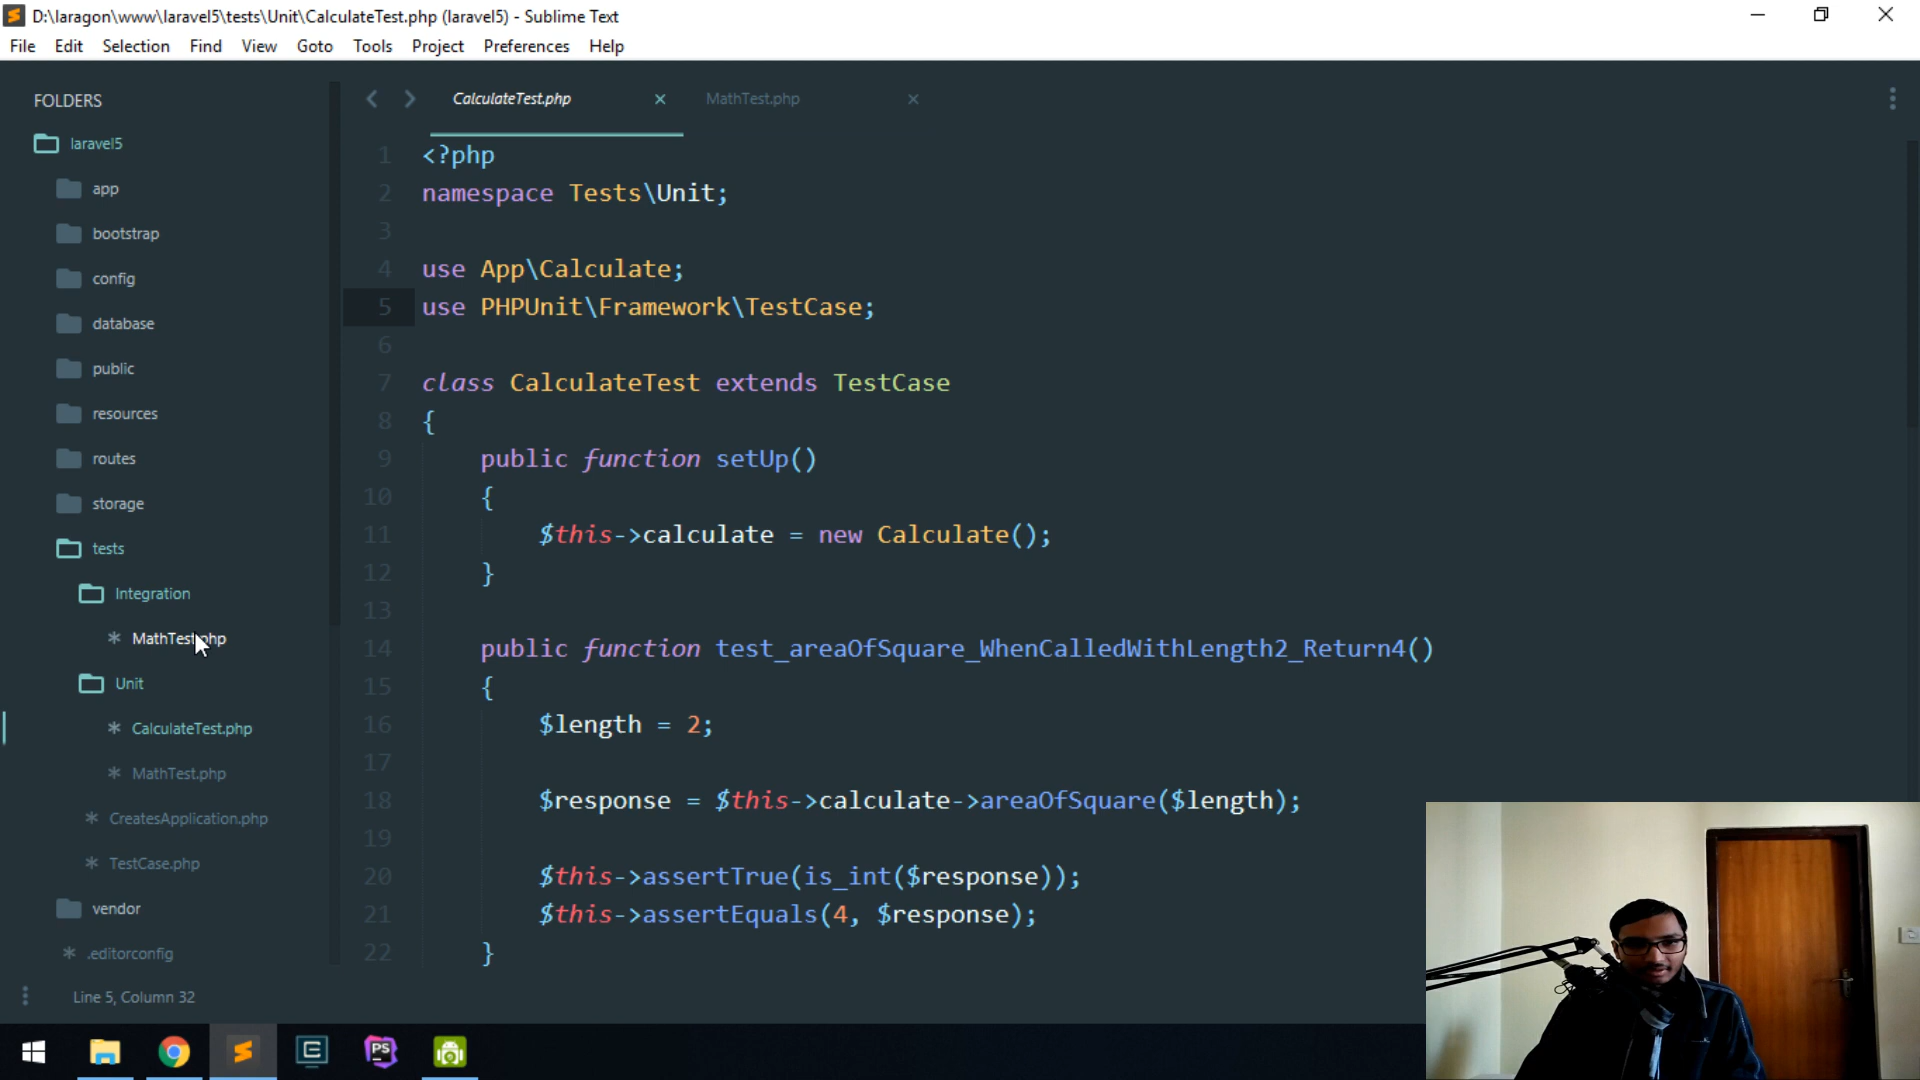 D:\laragon\www\laravel5\tests\Unit\CalculateTest.php (laravel5) - Sublime Text
File Edit Selection Find View Goto Tools Project Preferences Help
FOLDERS
laravel5
app
bootstrap
config
database
public
resources
routes
storage
tests
Integration
MathTest.php
Unit
CalculateTest.php
MathTest.php
CreatesApplication.php
TestCase.php
vendor
.editorconfig
CalculateTest.php MathTest.php
1 <?php
2 namespace Tests\Unit;
3
4 use App\Calculate;
5 use PHPUnit\Framework\TestCase;
6
7 class CalculateTest extends TestCase
8 {
9 public function setUp()
10 {
11 $this->calculate = new Calculate();
12 }
13
14 public function test_areaOfSquare_WhenCalledWithLength2_Return4()
15 {
16 $length = 2;
17
18 $response = $this->calculate->areaOfSquare($length);
19
20 $this->assertTrue(is_int($response));
21 $this->assertEquals(4, $response);
22 }
Line 5, Column 32
PS